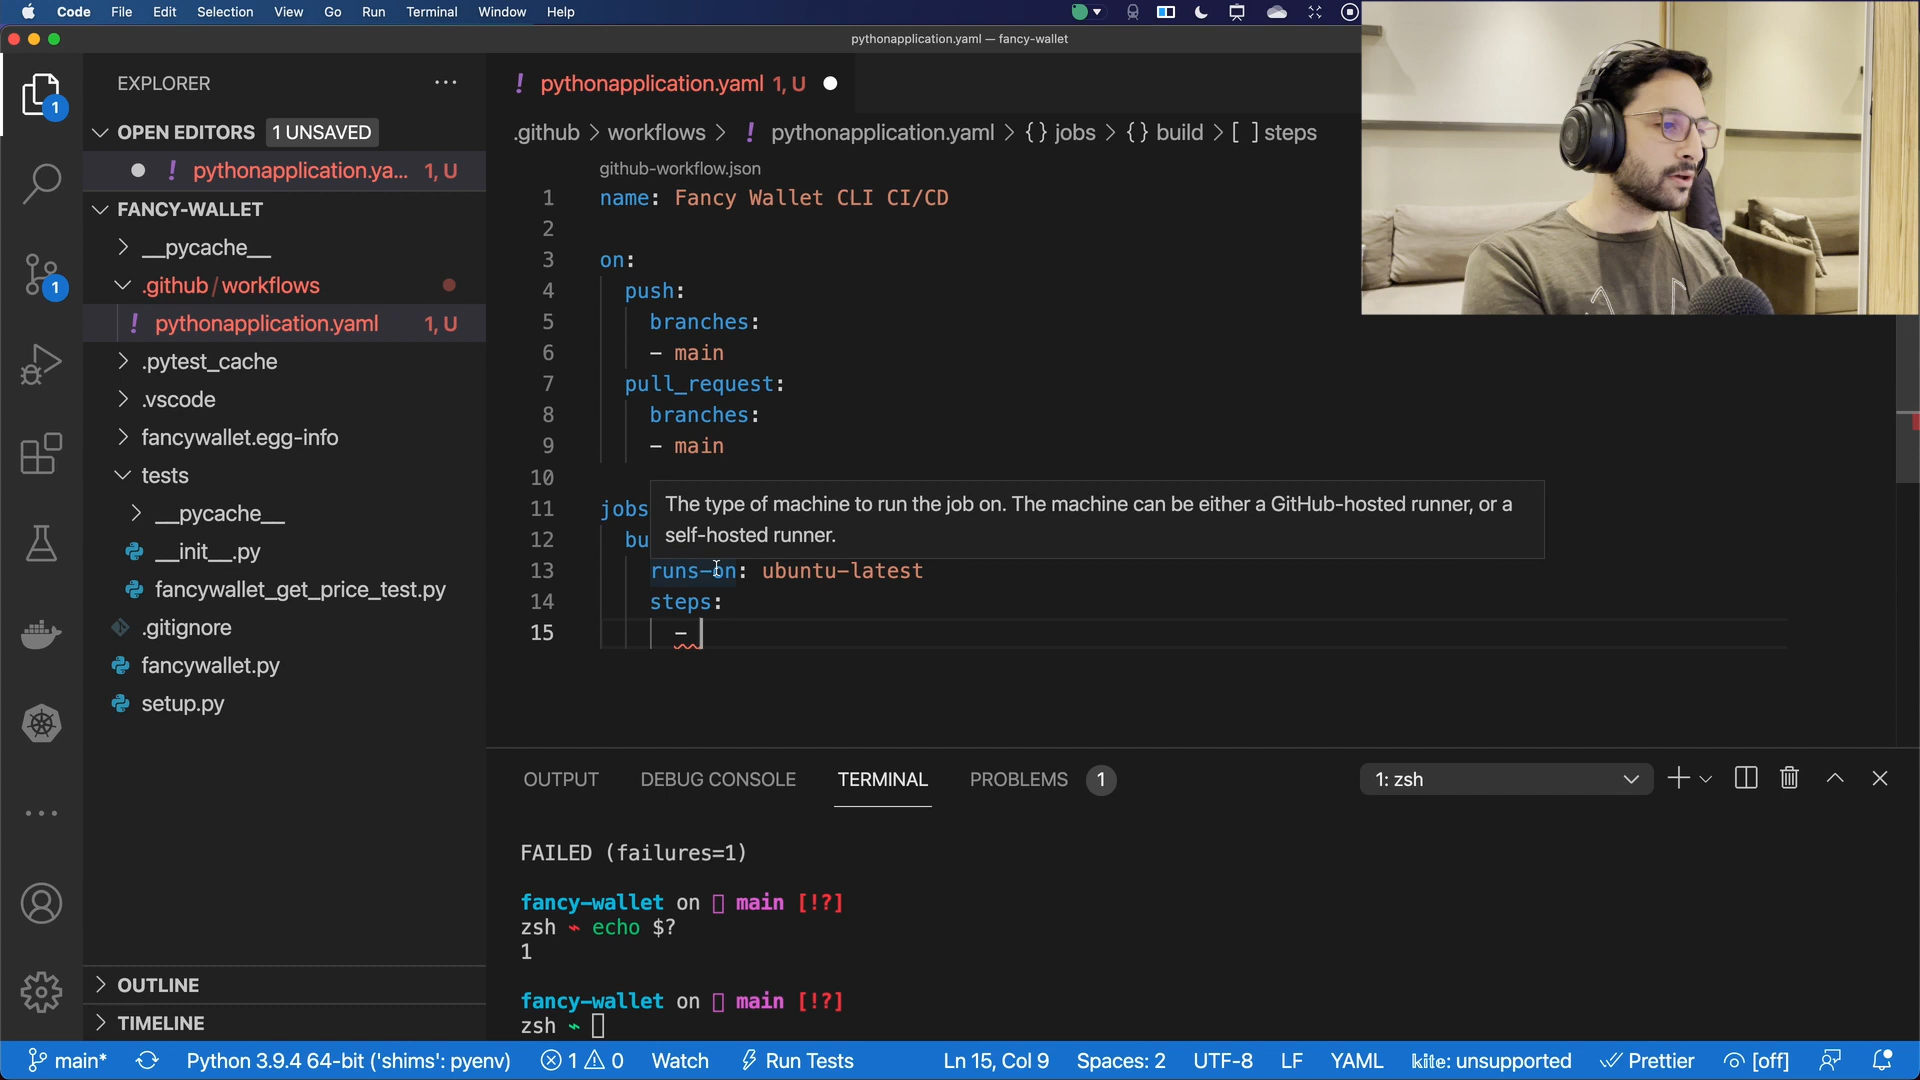 Code File Edit Selection View Go Run Terminal Window Help
pythonapplication.yaml — fancy-wallet
EXPLORER
OPEN EDITORS 1 UNSAVED
pythonapplication.ya... 1, U
FANCY-WALLET
__pycache__
.github/workflows
pythonapplication.yaml 1, U
.pytest_cache
.vscode
fancywallet.egg-info
tests
__pycache__
__init__.py
fancywallet_get_price_test.py
.gitignore
fancywallet.py
setup.py
OUTLINE
TIMELINE
1
1
pythonapplication.yaml 1, U
.github > workflows > pythonapplication.yaml > {} jobs > {} build > [ ] steps
github-workflow.json
1 name: Fancy Wallet CLI CI/CD
2
3 on:
4 push:
5 branches:
6 - main
7 pull_request:
8 branches:
9 - main
10
The type of machine to run the job on. The machine can be either a GitHub-hosted runner, or a
self-hosted runner.
11 jobs
12 bu
13 runs-on: ubuntu-latest
14 steps:
15 -
OUTPUT DEBUG CONSOLE TERMINAL PROBLEMS 1 1: zsh
FAILED (failures=1)
fancy-wallet on main [!?]
zsh echo $?
1
fancy-wallet on main [!?]
zsh
main* Python 3.9.4 64-bit ('shims': pyenv) 1 0 Watch Run Tests Ln 15, Col 9 Spaces: 2 UTF-8 LF YAML kite: unsupported Prettier [off]